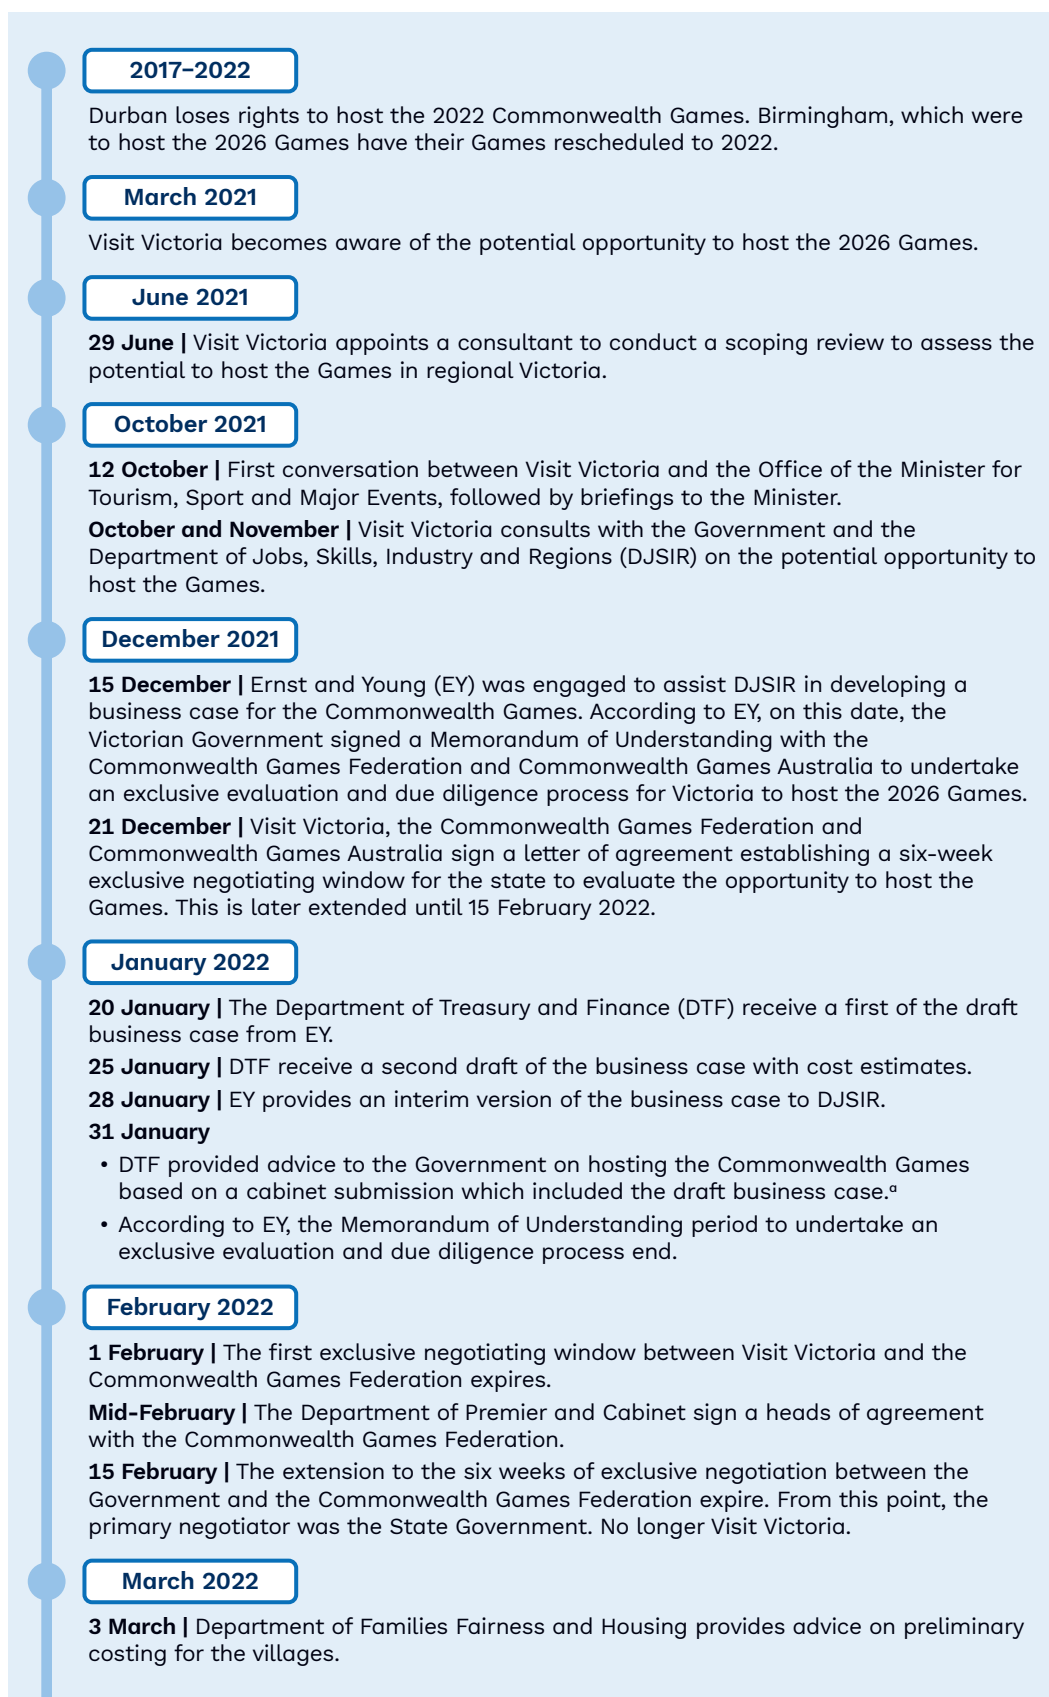 2017–2022
Durban loses rights to host the 2022 Commonwealth Games. Birmingham, which were
to host the 2026 Games have their Games rescheduled to 2022.
March 2021
Visit Victoria becomes aware of the potential opportunity to host the 2026 Games.
June 2021
29 June | Visit Victoria appoints a consultant to conduct a scoping review to assess the
potential to host the Games in regional Victoria.
October 2021
12 October | First conversation between Visit Victoria and the Office of the Minister for
Tourism, Sport and Major Events, followed by briefings to the Minister.
October and November | Visit Victoria consults with the Government and the
Department of Jobs, Skills, Industry and Regions (DJSIR) on the potential opportunity to
host the Games.
December 2021
15 December | Ernst and Young (EY) was engaged to assist DJSIR in developing a
business case for the Commonwealth Games. According to EY, on this date, the
Victorian Government signed a Memorandum of Understanding with the
Commonwealth Games Federation and Commonwealth Games Australia to undertake
an exclusive evaluation and due diligence process for Victoria to host the 2026 Games.
21 December | Visit Victoria, the Commonwealth Games Federation and
Commonwealth Games Australia sign a letter of agreement establishing a six-week
exclusive negotiating window for the state to evaluate the opportunity to host the
Games. This is later extended until 15 February 2022.
January 2022
20 January | The Department of Treasury and Finance (DTF) receive a first of the draft
business case from EY.
25 January | DTF receive a second draft of the business case with cost estimates.
28 January | EY provides an interim version of the business case to DJSIR.
31 January
• DTF provided advice to the Government on hosting the Commonwealth Games
based on a cabinet submission which included the draft business case.ᵃ
• According to EY, the Memorandum of Understanding period to undertake an
exclusive evaluation and due diligence process end.
February 2022
1 February | The first exclusive negotiating window between Visit Victoria and the
Commonwealth Games Federation expires.
Mid-February | The Department of Premier and Cabinet sign a heads of agreement
with the Commonwealth Games Federation.
15 February | The extension to the six weeks of exclusive negotiation between the
Government and the Commonwealth Games Federation expire. From this point, the
primary negotiator was the State Government. No longer Visit Victoria.
March 2022
3 March | Department of Families Fairness and Housing provides advice on preliminary
costing for the villages.